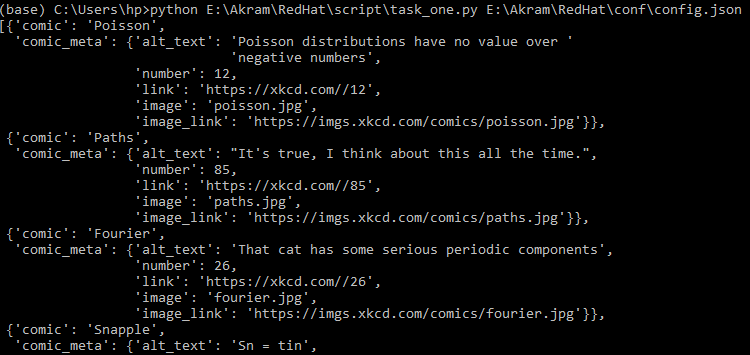 (base) C:\Users\hp>python E:\Akram\RedHat\script\task_one.py E:\Akram\RedHat\conf\config.json
[{'comic': 'Poisson',
  'comic_meta': {'alt_text': 'Poisson distributions have no value over '
                             'negative numbers',
                 'number': 12,
                 'link': 'https://xkcd.com//12',
                 'image': 'poisson.jpg',
                 'image_link': 'https://imgs.xkcd.com/comics/poisson.jpg'}},
 {'comic': 'Paths',
  'comic_meta': {'alt_text': "It's true, I think about this all the time.",
                 'number': 85,
                 'link': 'https://xkcd.com//85',
                 'image': 'paths.jpg',
                 'image_link': 'https://imgs.xkcd.com/comics/paths.jpg'}},
 {'comic': 'Fourier',
  'comic_meta': {'alt_text': 'That cat has some serious periodic components',
                 'number': 26,
                 'link': 'https://xkcd.com//26',
                 'image': 'fourier.jpg',
                 'image_link': 'https://imgs.xkcd.com/comics/fourier.jpg'}},
 {'comic': 'Snapple',
  'comic_meta': {'alt_text': 'Sn = tin',